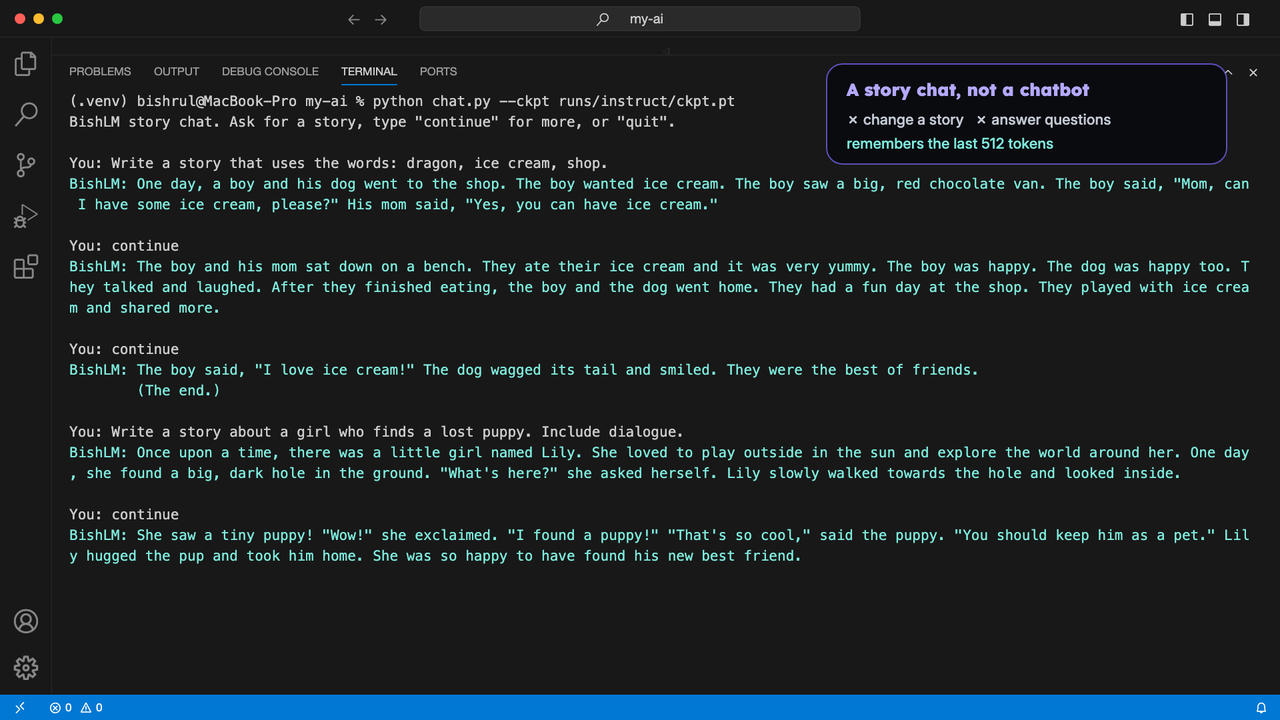 my-ai
PROBLEMS OUTPUT DEBUG CONSOLE TERMINAL PORTS
A story chat, not a chatbot
× change a story × answer questions
remembers the last 512 tokens
(.venv) bishrul@MacBook-Pro my-ai % python chat.py --ckpt runs/instruct/ckpt.pt
BishLM story chat. Ask for a story, type "continue" for more, or "quit".
You: Write a story that uses the words: dragon, ice cream, shop.
BishLM: One day, a boy and his dog went to the shop. The boy wanted ice cream. The boy saw a big, red chocolate van. The boy said, "Mom, can
I have some ice cream, please?" His mom said, "Yes, you can have ice cream."
You: continue
BishLM: The boy and his mom sat down on a bench. They ate their ice cream and it was very yummy. The boy was happy. The dog was happy too. T
hey talked and laughed. After they finished eating, the boy and the dog went home. They had a fun day at the shop. They played with ice crea
m and shared more.
You: continue
BishLM: The boy said, "I love ice cream!" The dog wagged its tail and smiled. They were the best of friends.
(The end.)
You: Write a story about a girl who finds a lost puppy. Include dialogue.
BishLM: Once upon a time, there was a little girl named Lily. She loved to play outside in the sun and explore the world around her. One day
, she found a big, dark hole in the ground. "What's here?" she asked herself. Lily slowly walked towards the hole and looked inside.
You: continue
BishLM: She saw a tiny puppy! "Wow!" she exclaimed. "I found a puppy!" "That's so cool," said the puppy. "You should keep him as a pet." Lil
y hugged the pup and took him home. She was so happy to have found his new best friend.
0 0